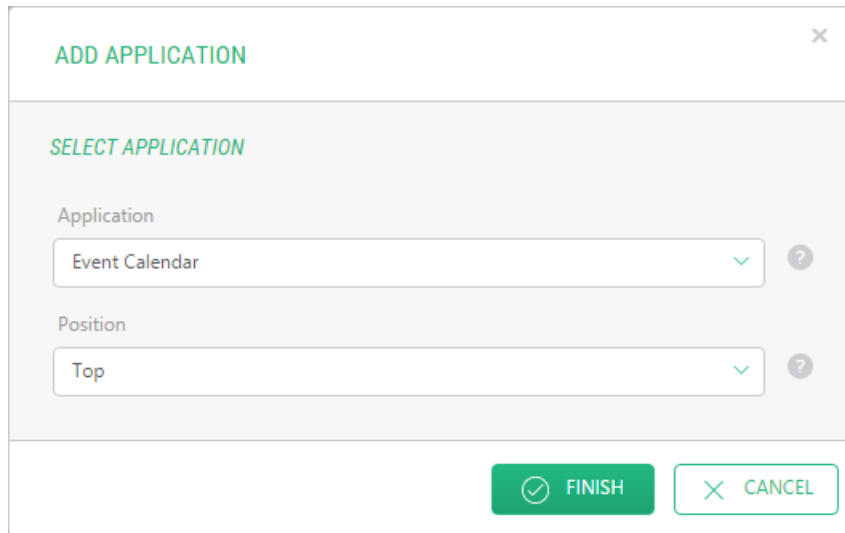 ADD APPLICATION
SELECT APPLICATION
Application
Event Calendar
?
Position
Top
?
FINISH
CANCEL